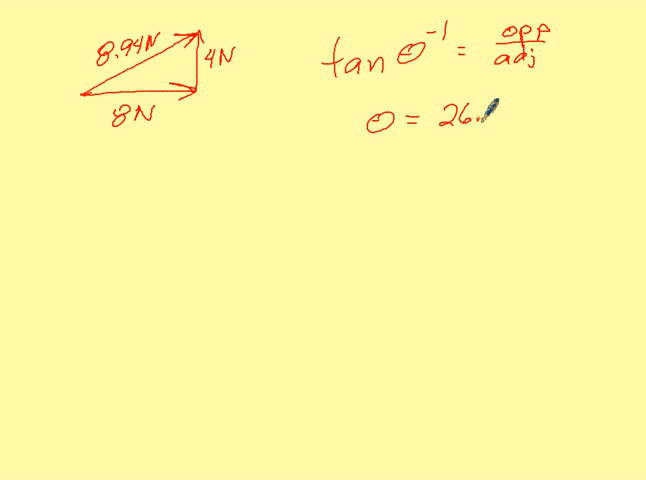 8.94N
4N
8N
tan θ⁻¹ = opp/adj
θ = 26.